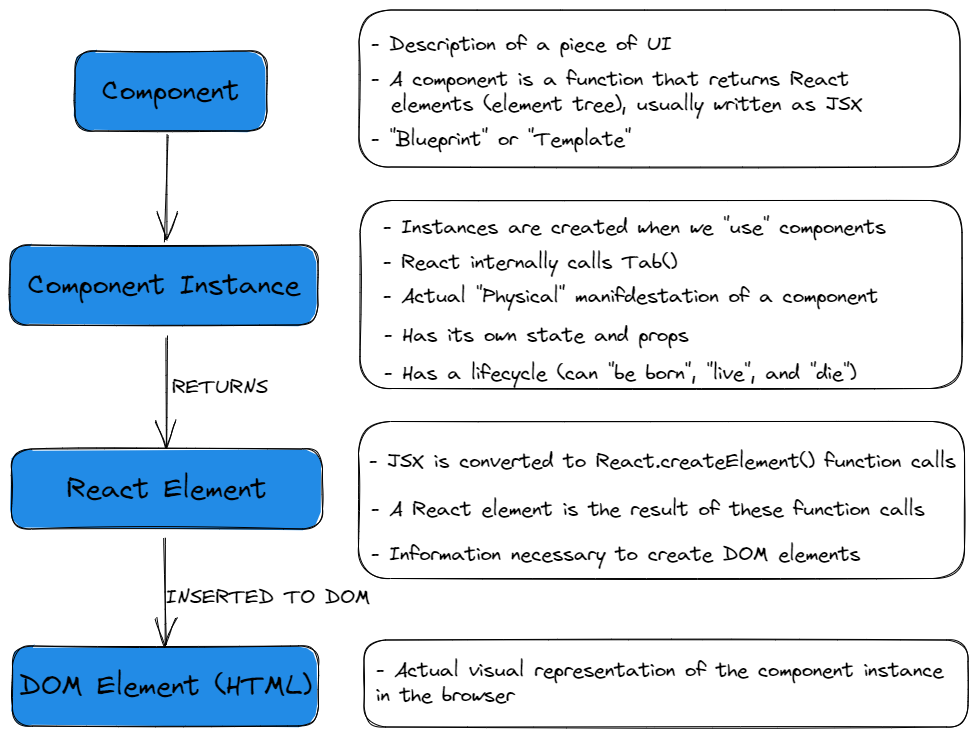 Component
- Description of a piece of UI
- A component is a function that returns React
elements (element tree), usually written as JSX
- "Blueprint" or "Template"
Component Instance
- Instances are created when we "use" components
- React internally calls Tab()
- Actual "Physical" manifdestation of a component
- Has its own state and props
- Has a lifecycle (can "be born", "live", and "die")
RETURNS
React Element
- JSX is converted to React.createElement() function calls
- A React element is the result of these function calls
- Information necessary to create DOM elements
INSERTED TO DOM
DOM Element (HTML)
- Actual visual representation of the component instance
in the browser